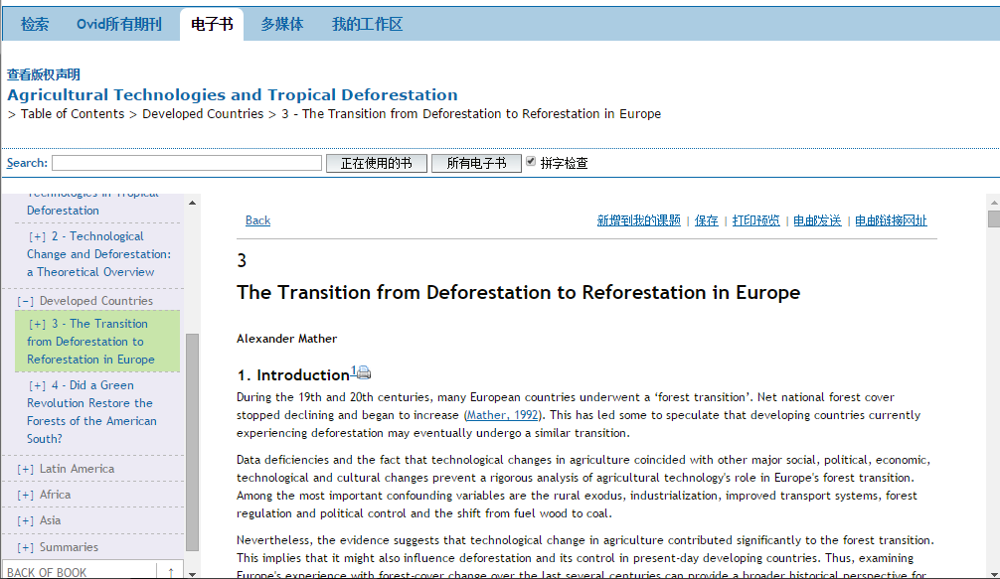 检索 Ovid所有期刊 电子书 多媒体 我的工作区
查看版权声明
Agricultural Technologies and Tropical Deforestation
> Table of Contents > Developed Countries > 3 - The Transition from Deforestation to Reforestation in Europe
Search: 正在使用的书 所有电子书 拼字检查
Technologies in Tropical
Deforestation
[+] 2 - Technological
Change and Deforestation:
a Theoretical Overview
[−] Developed Countries
[+] 3 - The Transition
from Deforestation to
Reforestation in Europe
[+] 4 - Did a Green
Revolution Restore the
Forests of the American
South?
[+] Latin America
[+] Africa
[+] Asia
[+] Summaries
BACK OF BOOK ↑
Back 新增到我的课题 | 保存 | 打印预览 | 电邮发送 | 电邮链接网址
3
The Transition from Deforestation to Reforestation in Europe
Alexander Mather
1. Introduction1
During the 19th and 20th centuries, many European countries underwent a ‘forest transition’. Net national forest cover
stopped declining and began to increase (Mather, 1992). This has led some to speculate that developing countries currently
experiencing deforestation may eventually undergo a similar transition.
Data deficiencies and the fact that technological changes in agriculture coincided with other major social, political, economic,
technological and cultural changes prevent a rigorous analysis of agricultural technology's role in Europe's forest transition.
Among the most important confounding variables are the rural exodus, industrialization, improved transport systems, forest
regulation and political control and the shift from fuel wood to coal.
Nevertheless, the evidence suggests that technological change in agriculture contributed significantly to the forest transition.
This implies that it might also influence deforestation and its control in present-day developing countries. Thus, examining
Europe's experience with forest-cover change over the last several centuries can provide a broader historical perspective for